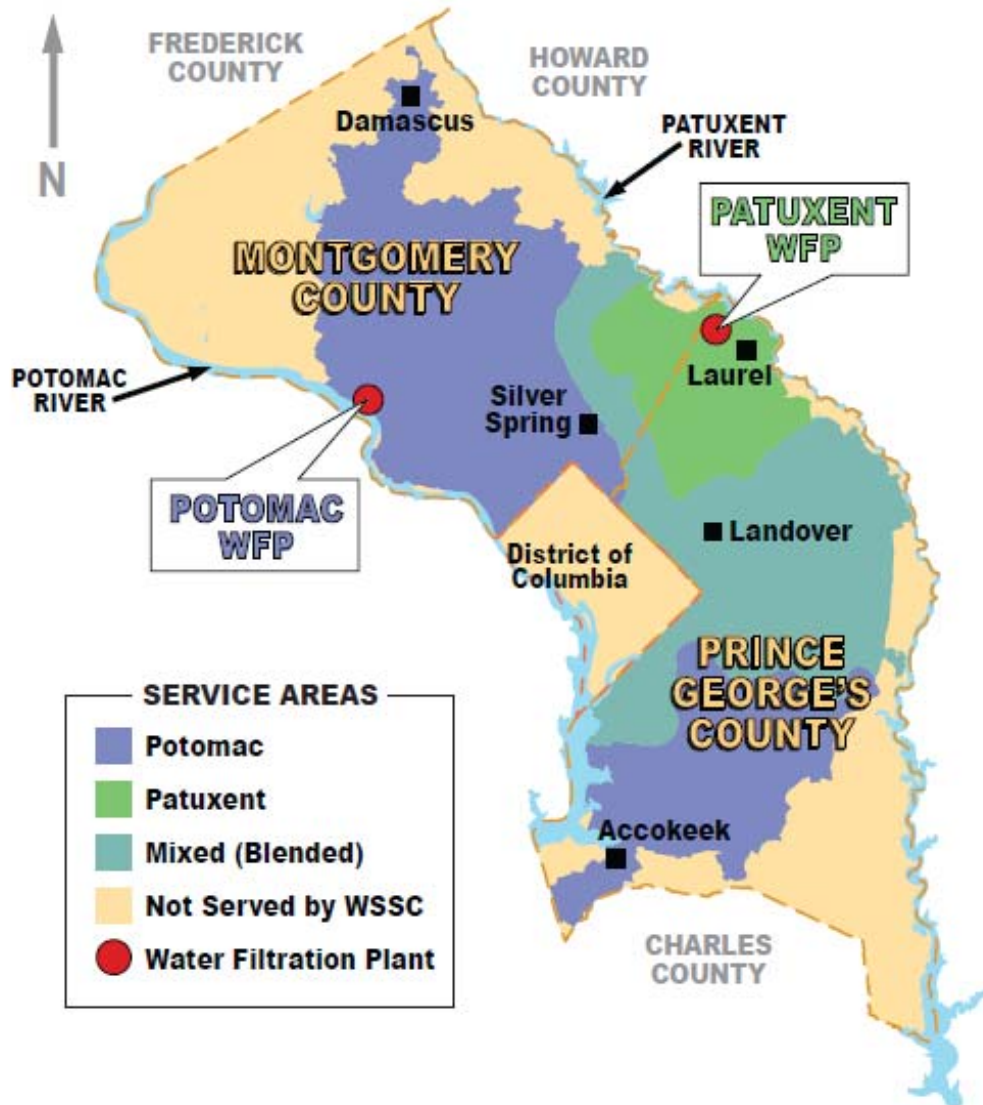 FREDERICK
COUNTY
HOWARD
COUNTY
N
Damascus
PATUXENT
RIVER
PATUXENT
WFP
MONTGOMERY
COUNTY
POTOMAC
RIVER
Laurel
Silver
Spring
POTOMAC
WFP
Landover
District of
Columbia
PRINCE
GEORGE'S
COUNTY
SERVICE AREAS
Potomac
Patuxent
Mixed (Blended)
Not Served by WSSC
Water Filtration Plant
Accokeek
CHARLES
COUNTY